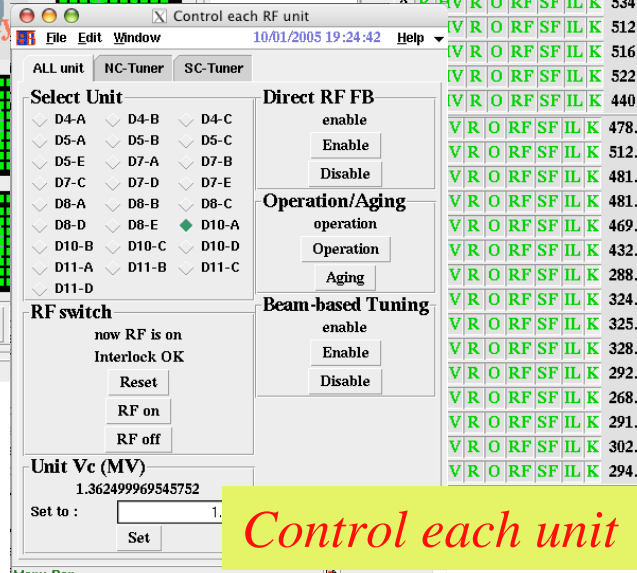 Control each RF unit
File Edit Window 10/01/2005 19:24:42 Help
ALL unit NC-Tuner SC-Tuner
Select Unit
D4-A D4-B D4-C
D5-A D5-B D5-C
D5-E D7-A D7-B
D7-C D7-D D7-E
D8-A D8-B D8-C
D8-D D8-E D10-A
D10-B D10-C D10-D
D11-A D11-B D11-C
D11-D
RF switch
now RF is on
Interlock OK
Reset
RF on
RF off
Unit Vc (MV)
1.362499969545752
Set to : 1.
Set
Direct RF FB
enable
Enable
Disable
Operation/Aging
operation
Operation
Aging
Beam-based Tuning
enable
Enable
Disable
V R O RF SF IL K 534
V R O RF SF IL K 512
V R O RF SF IL K 516
V R O RF SF IL K 522
V R O RF SF IL K 440
V R O RF SF IL K 478.
V R O RF SF IL K 512.
V R O RF SF IL K 481.
V R O RF SF IL K 481.
V R O RF SF IL K 469.
V R O RF SF IL K 432.
V R O RF SF IL K 288.
V R O RF SF IL K 324.
V R O RF SF IL K 325.
V R O RF SF IL K 328.
V R O RF SF IL K 292.
V R O RF SF IL K 268.
V R O RF SF IL K 291.
V R O RF SF IL K 302.
V R O RF SF IL K 294.
Control each unit